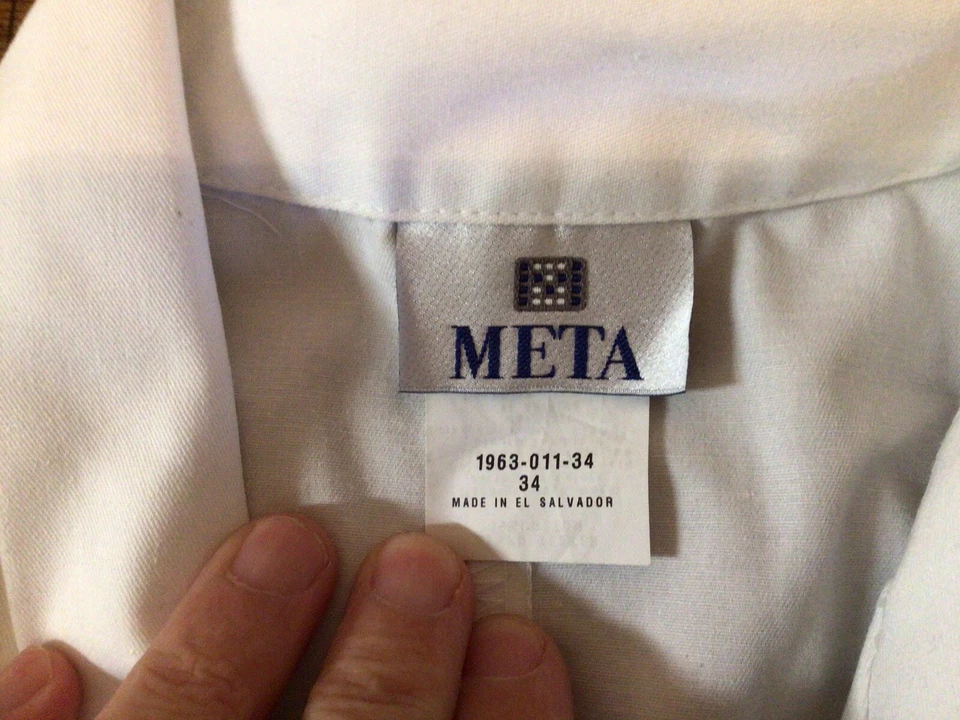 META
1963-011-34
34
MADE IN EL SALVADOR